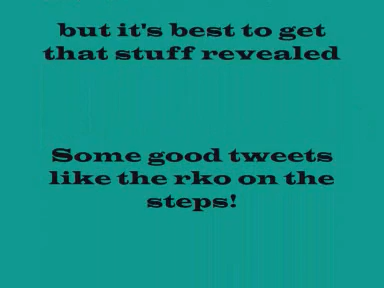 but it's best to get
that stuff revealed
Some good tweets
like the rko on the
steps!